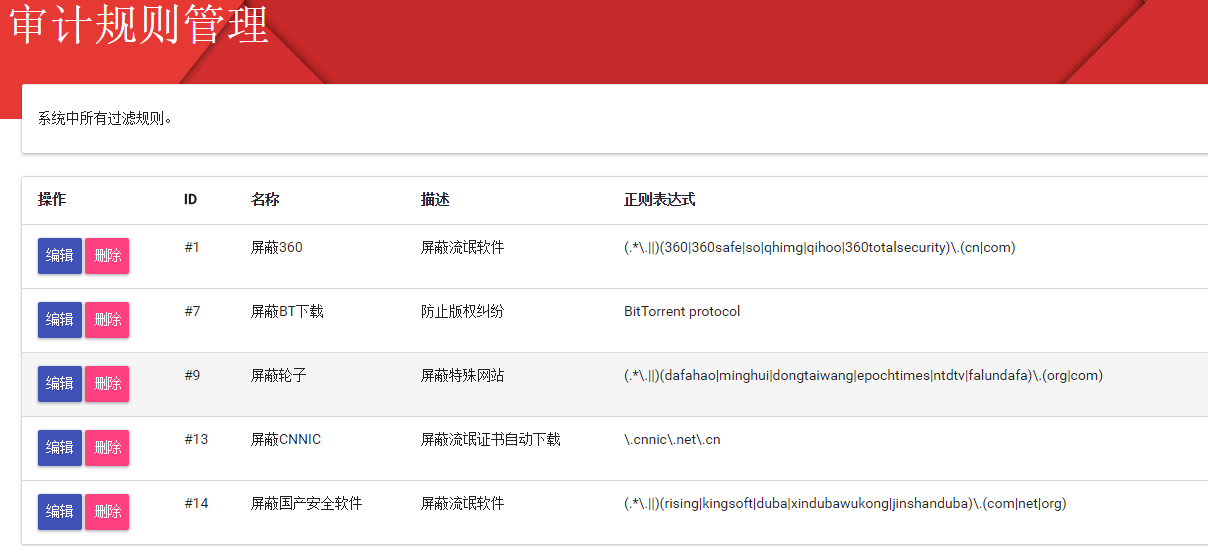 审计规则管理
系统中所有过滤规则。
操作 ID 名称 描述 正则表达式
编辑 删除 #1 屏蔽360 屏蔽流氓软件 (.*\.||)(360|360safe|so|qhimg|qihoo|360totalsecurity)\.(cn|com)
编辑 删除 #7 屏蔽BT下载 防止版权纠纷 BitTorrent protocol
编辑 删除 #9 屏蔽轮子 屏蔽特殊网站 (.*\.||)(dafahao|minghui|dongtaiwang|epochtimes|ntdtv|falundafa)\.(org|com)
编辑 删除 #13 屏蔽CNNIC 屏蔽流氓证书自动下载 \.cnnic\.net\.cn
编辑 删除 #14 屏蔽国产安全软件 屏蔽流氓软件 (.*\.||)(rising|kingsoft|duba|xindubawukong|jinshanduba)\.(com|net|org)